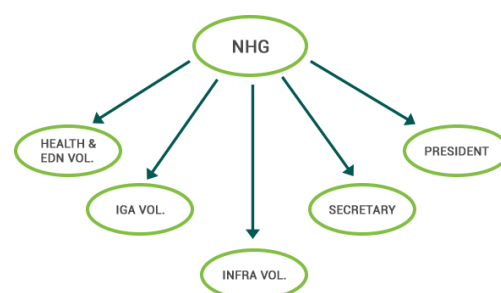 NHG
HEALTH &
EDN VOL.
PRESIDENT
IGA VOL.
SECRETARY
INFRA VOL.